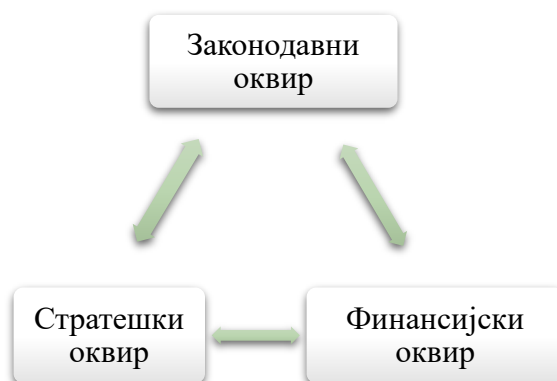 Законодавни
оквир
Стратешки
оквир
Финансијски
оквир